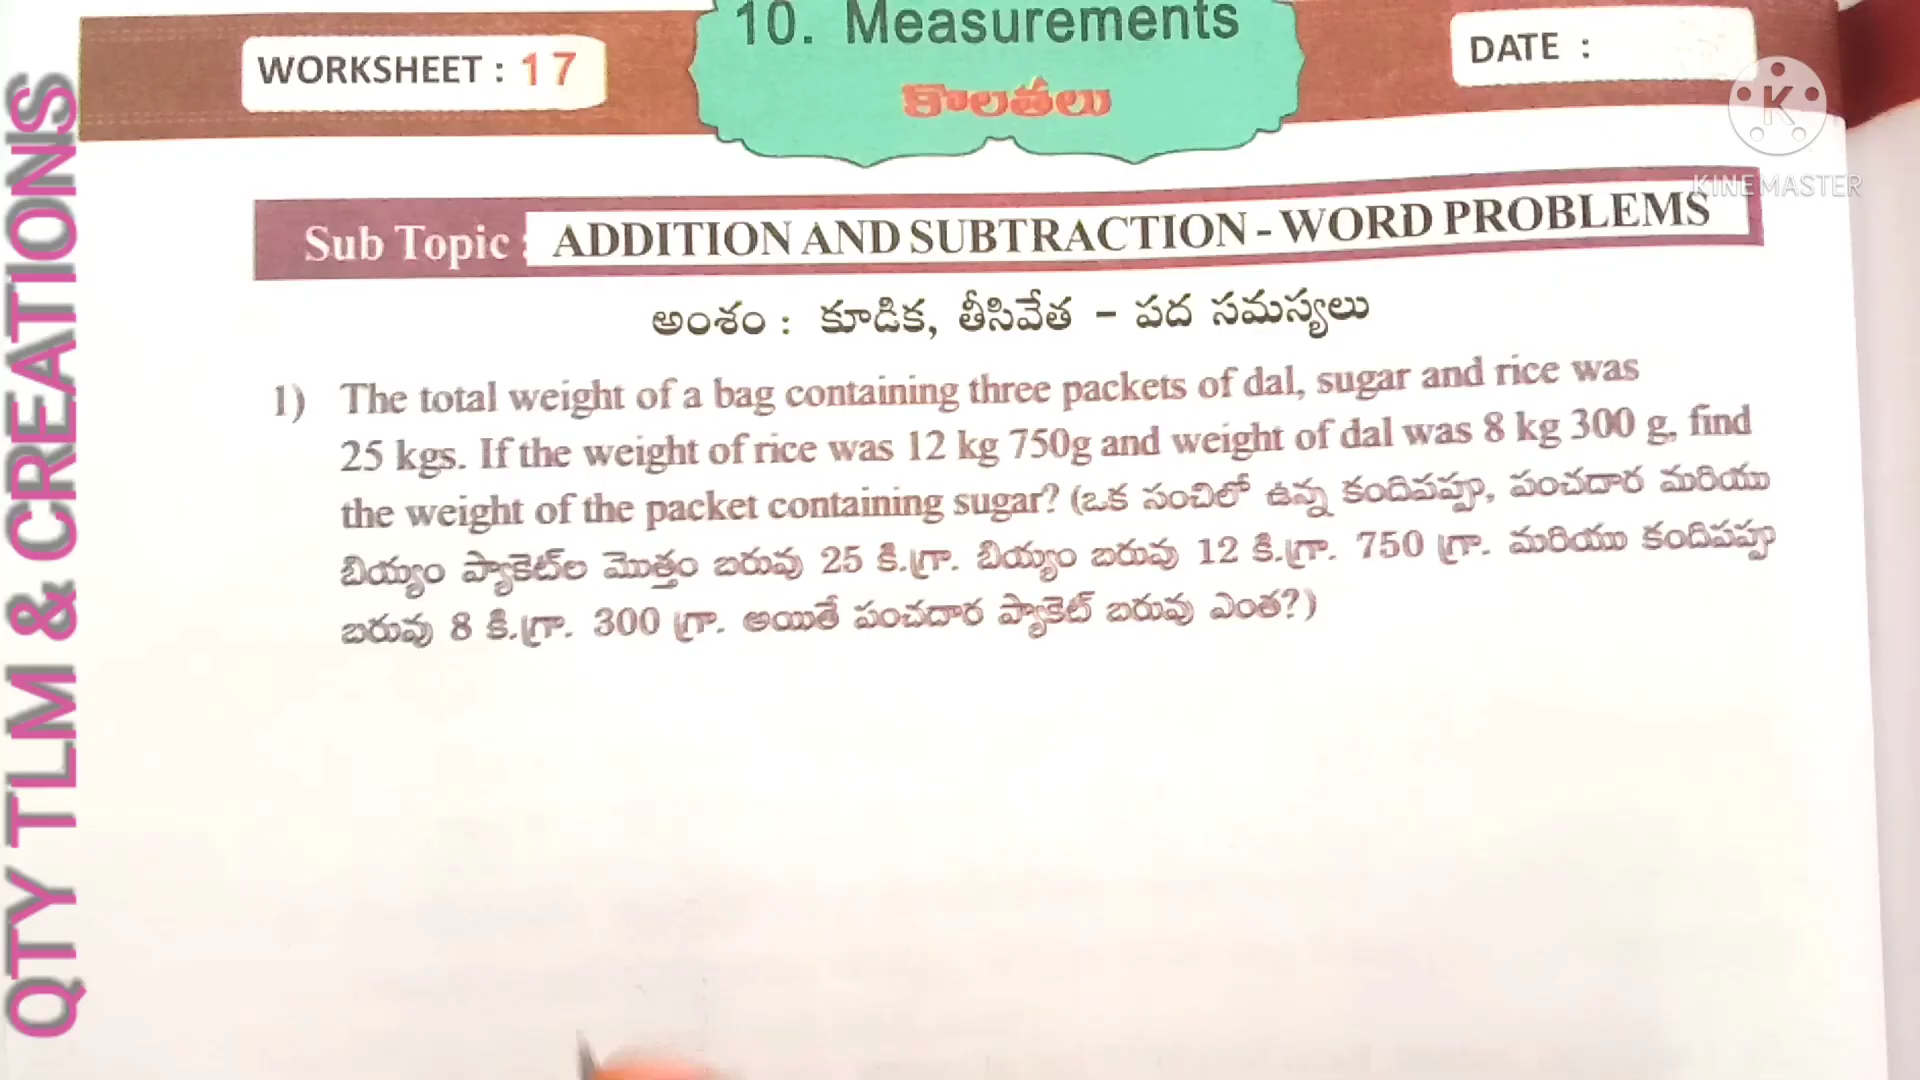 10. Measurements
WORKSHEET : 17
DATE :
కొలతలు
KINEMASTER
Sub Topic : ADDITION AND SUBTRACTION - WORD PROBLEMS
అంశం : కూడిక, తీసివేత – పద సమస్యలు
1) The total weight of a bag containing three packets of dal, sugar and rice was
25 kgs. If the weight of rice was 12 kg 750g and weight of dal was 8 kg 300 g, find
the weight of the packet containing sugar? (ఒక సంచిలో ఉన్న కందిపప్పు, పంచదార మరియు
బియ్యం ప్యాకెట్‌ల మొత్తం బరువు 25 కి.గ్రా. బియ్యం బరువు 12 కి.గ్రా. 750 గ్రా. మరియు కందిపప్పు
బరువు 8 కి.గ్రా. 300 గ్రా. అయితే పంచదార ప్యాకెట్ బరువు ఎంత?)
QTY TLM & CREATIONS